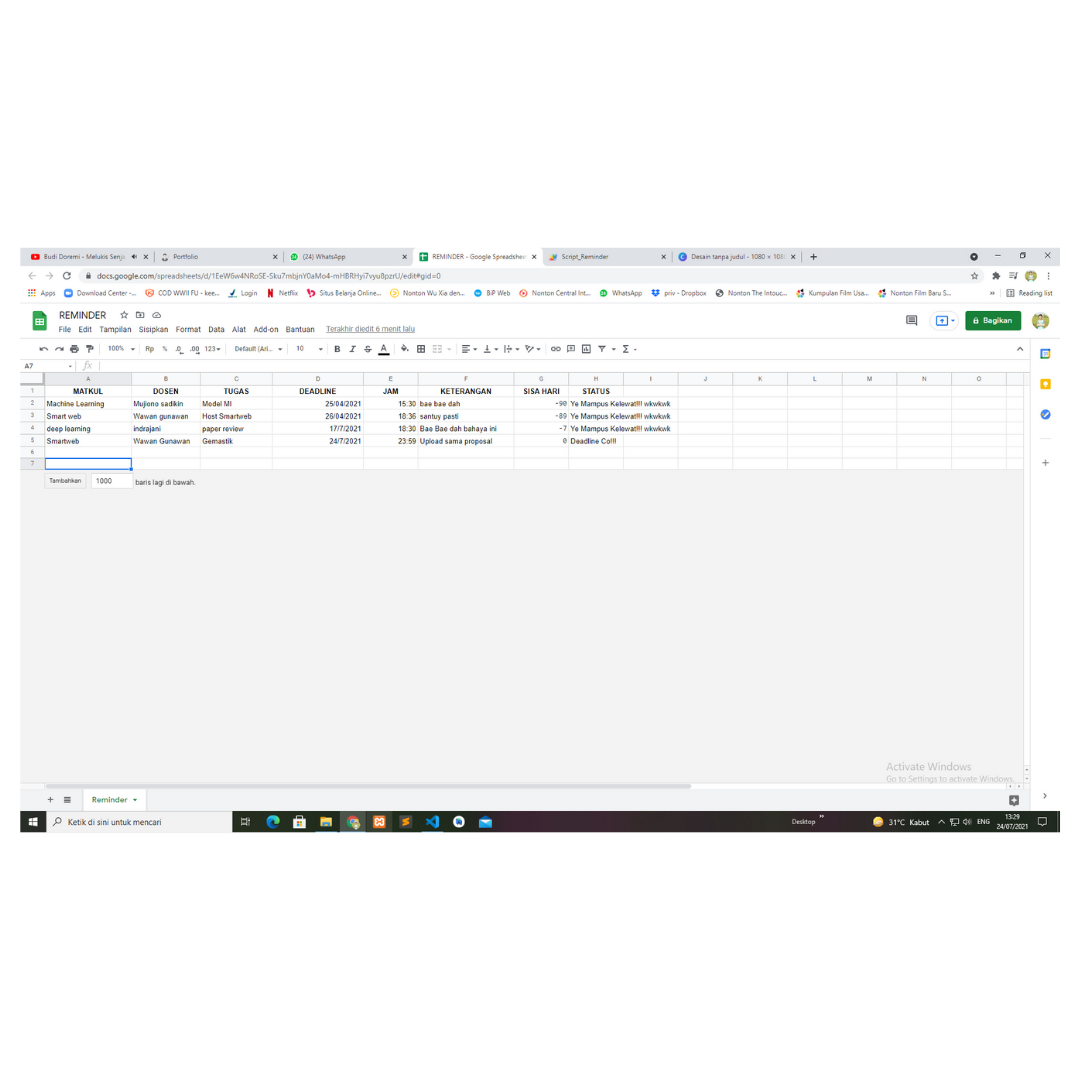 Budi Doremi - Melukis Senja
Portfolio
(24) WhatsApp
REMINDER - Google Spreadshee
Script_Reminder
Desain tanpa judul - 1080 × 108
docs.google.com/spreadsheets/d/1EeW6w4NRoSE-Sku7mbjnY0aMo4-mHBRHyi7vyu8pzrU/edit#gid=0
Apps Download Center -... COD WWII FU - kee... Login Netflix Situs Belanja Online... Nonton Wu Xia den... BiP Web Nonton Central Int... WhatsApp priv - Dropbox Nonton The Intouc... Kumpulan Film Usa... Nonton Film Baru S... » Reading list
REMINDER
File Edit Tampilan Sisipkan Format Data Alat Add-on Bantuan Terakhir diedit 6 menit lalu
Bagikan
100% Rp % .0 .00 123 Default (Ari... 10 B I S A
A7 fx
A B C D E F G H I J K L M N O
1 MATKUL DOSEN TUGAS DEADLINE JAM KETERANGAN SISA HARI STATUS
2 Machine Learning Mujiono sadikin Model Ml 25/04/2021 15:30 bae bae dah -90 Ye Mampus Kelewat!!! wkwkwk
3 Smart web Wawan gunawan Host Smartweb 26/04/2021 18:36 santuy pasti -89 Ye Mampus Kelewat!!! wkwkwk
4 deep learning indrajani paper review 17/7/2021 18:30 Bae Bae dah bahaya ini -7 Ye Mampus Kelewat!!! wkwkwk
5 Smartweb Wawan Gunawan Gemastik 24/7/2021 23:59 Upload sama proposal 0 Deadline Co!!!
6
7
Tambahkan 1000 baris lagi di bawah.
Activate Windows
Go to Settings to activate Windows.
Reminder
Ketik di sini untuk mencari
Desktop » 31°C Kabut ENG 13:29
24/07/2021